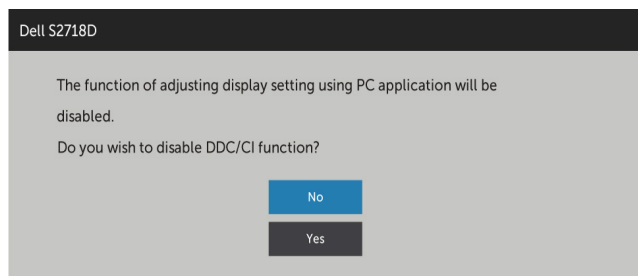 Dell S2718D
The function of adjusting display setting using PC application will be
disabled.
Do you wish to disable DDC/CI function?
No
Yes